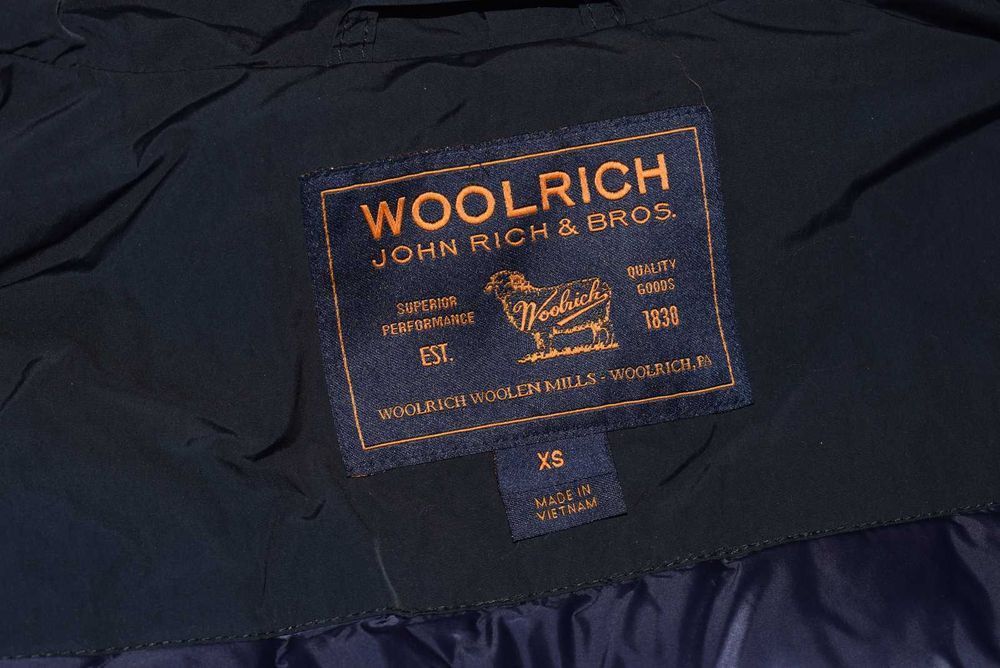 WOOLRICH
JOHN RICH & BROS.
SUPERIOR
PERFORMANCE
EST.
Woolrich
QUALITY
GOODS
1830
WOOLRICH WOOLEN MILLS - WOOLRICH, PA
XS
MADE IN
VIETNAM